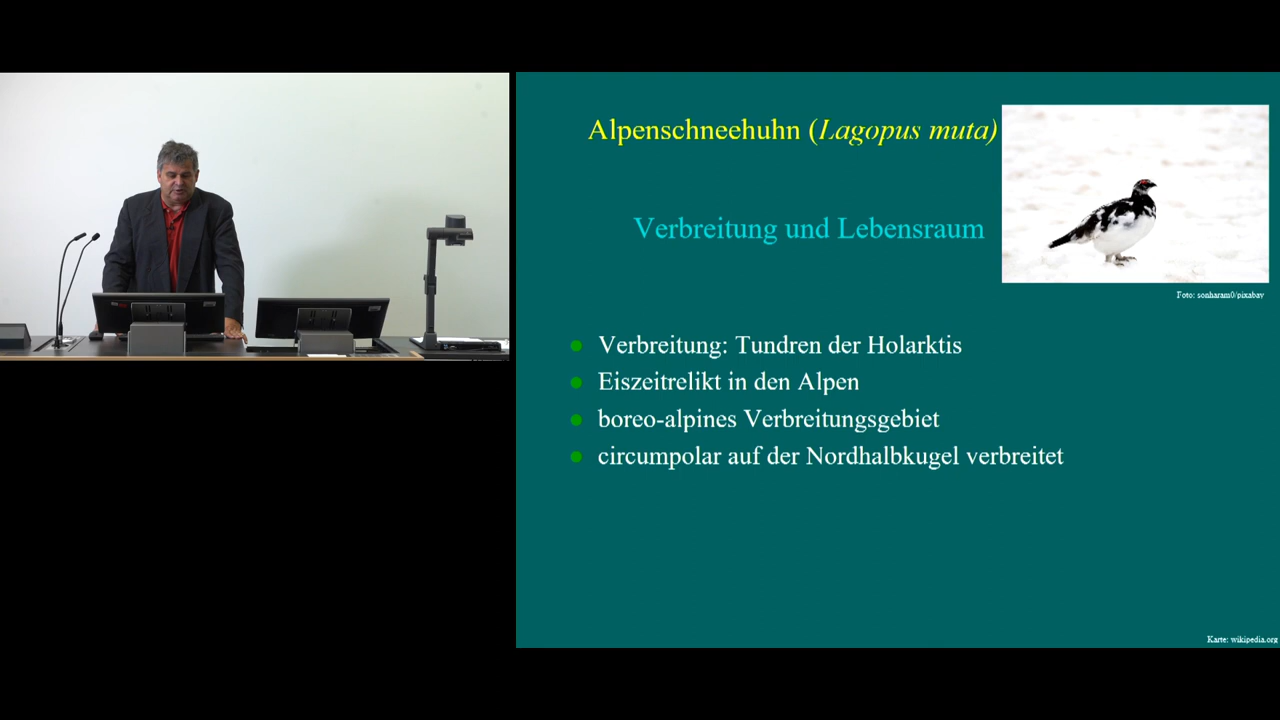 Alpenschneehuhn (Lagopus muta)
Verbreitung und Lebensraum
Foto: sonharam0/pixabay
Verbreitung: Tundren der Holarktis
Eiszeitrelikt in den Alpen
boreo-alpines Verbreitungsgebiet
circumpolar auf der Nordhalbkugel verbreitet
Karte: wikipedia.org